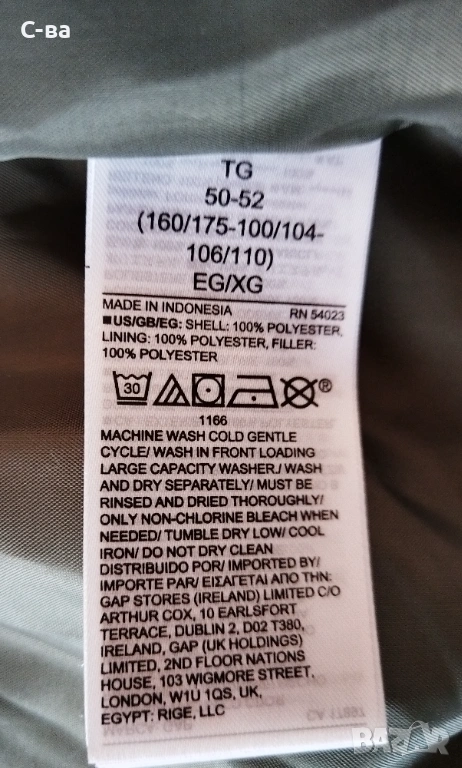 С-ва
TG
50-52
(160/175-100/104-
106/110)
EG/XG
MADE IN INDONESIA RN 54023
■US/GB/EG: SHELL: 100% POLYESTER,
LINING: 100% POLYESTER, FILLER:
100% POLYESTER
30
®
1166
MACHINE WASH COLD GENTLE
CYCLE/ WASH IN FRONT LOADING
LARGE CAPACITY WASHER./ WASH
AND DRY SEPARATELY/ MUST BE
RINSED AND DRIED THOROUGHLY/
ONLY NON-CHLORINE BLEACH WHEN
NEEDED/ TUMBLE DRY LOW/ COOL
IRON/ DO NOT DRY CLEAN
DISTRIBUIDO POR/ IMPORTED BY/
IMPORTE PAR/ ΕΙΣΑΓΕΤΑΙ ΑΠΟ ΤΗΝ:
GAP STORES (IRELAND) LIMITED C/O
ARTHUR COX, 10 EARLSFORT
TERRACE, DUBLIN 2, D02 T380,
IRELAND, GAP (UK HOLDINGS)
LIMITED, 2ND FLOOR NATIONS
HOUSE, 103 WIGMORE STREET,
LONDON, W1U 1QS, UK,
EGYPT: RIGE, LLC
BAZAR